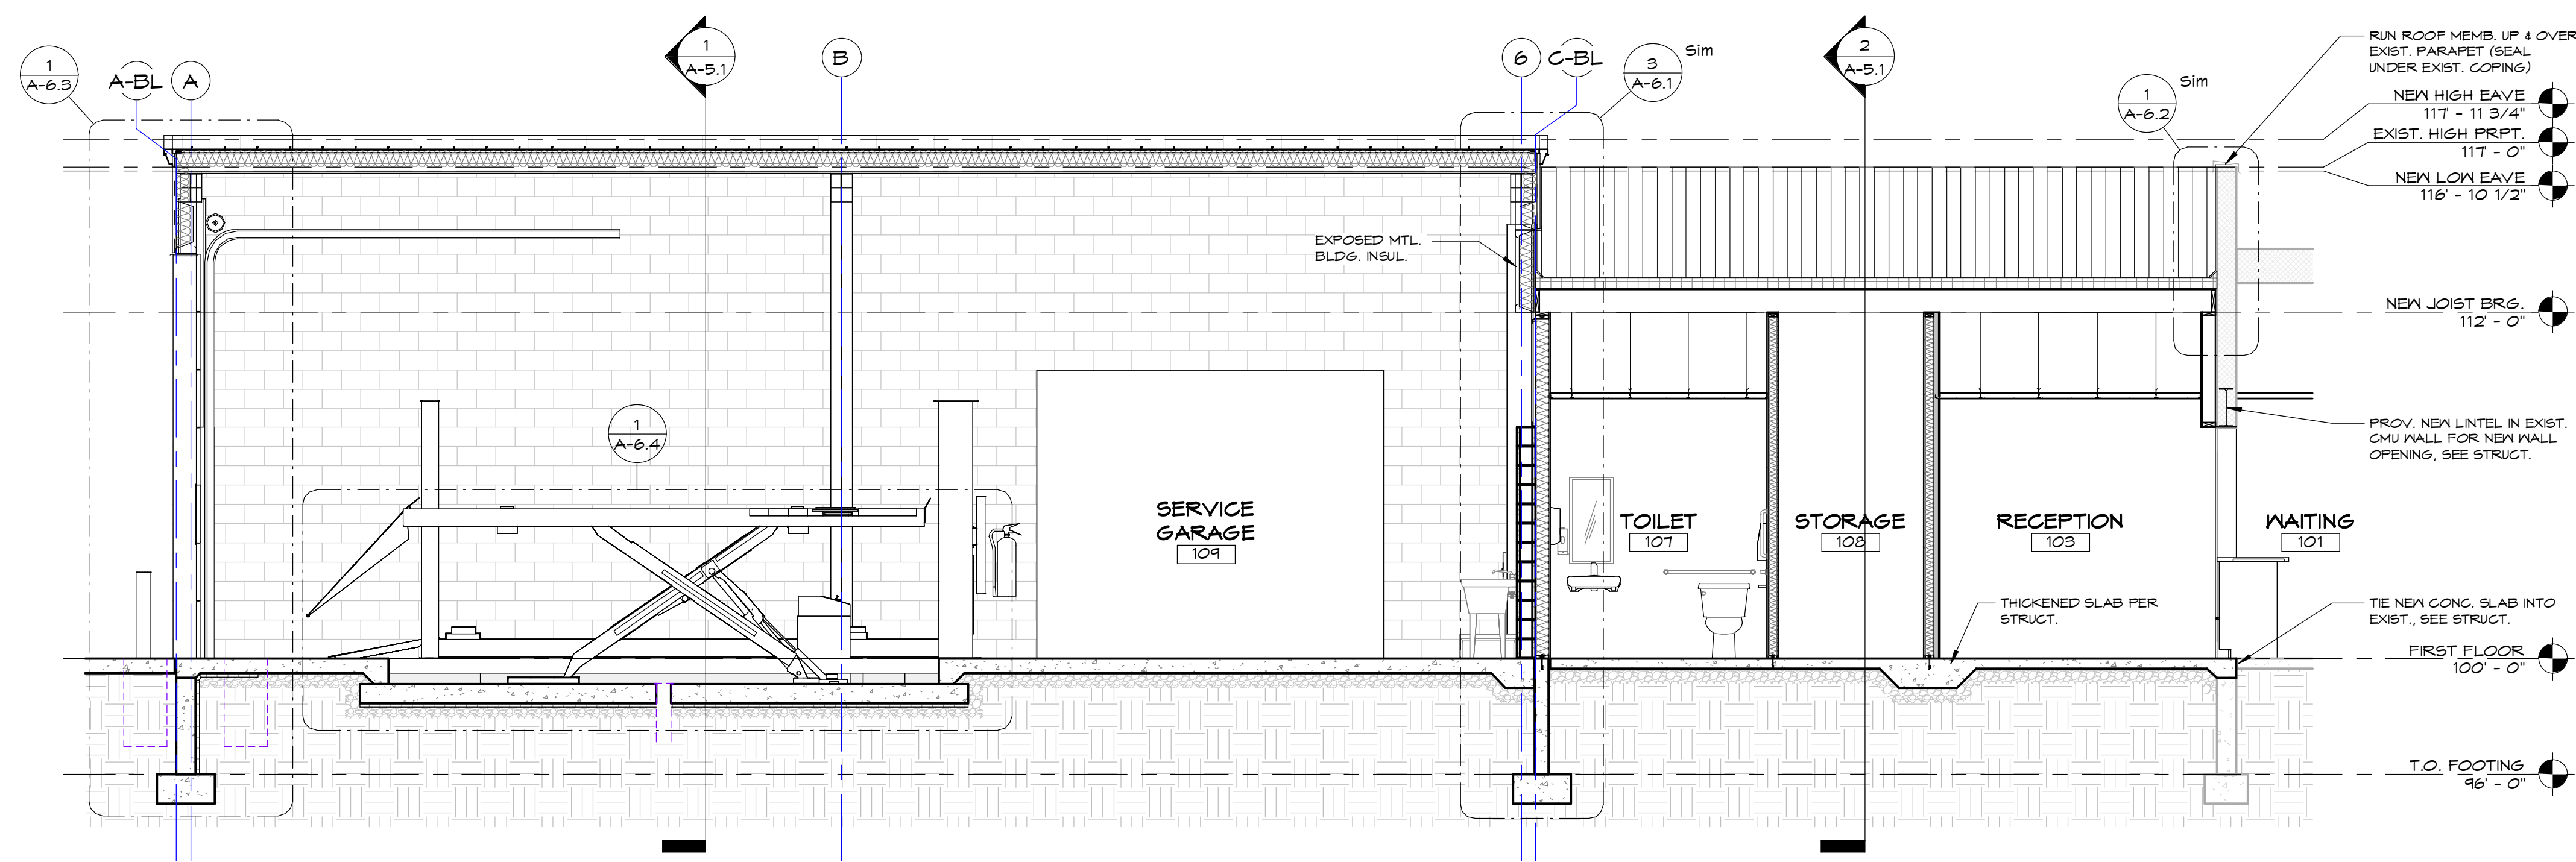 1
A-6.3
A-BL
A
1
A-5.1
B
6
C-BL
3
A-6.1
Sim
2
A-5.1
1
A-6.2
Sim
RUN ROOF MEMB. UP & OVER
EXIST. PARAPET (SEAL
UNDER EXIST. COPING)
NEW HIGH EAVE
117' - 11 3/4"
EXIST. HIGH PRPT.
117' - 0"
NEW LOW EAVE
116' - 10 1/2"
EXPOSED MTL.
BLDG. INSUL.
NEW JOIST BRG.
112' - 0"
1
A-6.4
PROV. NEW LINTEL IN EXIST.
CMU WALL FOR NEW WALL
OPENING, SEE STRUCT.
SERVICE
GARAGE
109
TOILET
107
STORAGE
108
RECEPTION
103
WAITING
101
THICKENED SLAB PER
STRUCT.
TIE NEW CONC. SLAB INTO
EXIST., SEE STRUCT.
FIRST FLOOR
100' - 0"
T.O. FOOTING
96' - 0"